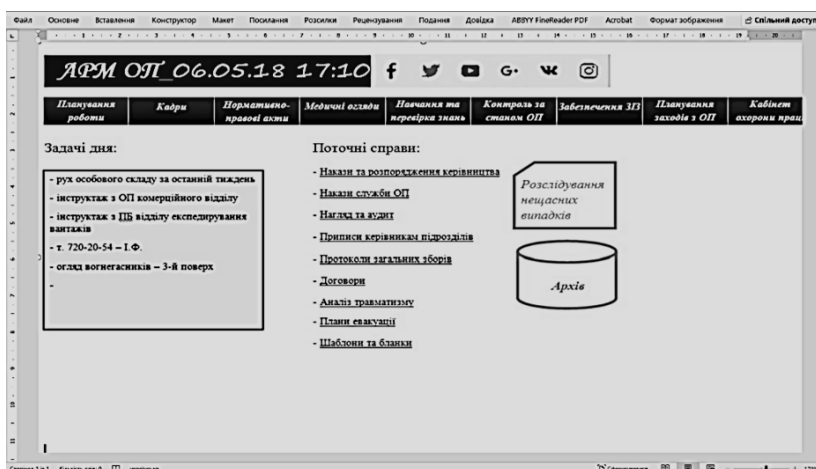 Файл Основне Вставлення Конструктор Макет Посилання Розсилки Рецензування Подання Довідка ABBYY FineReader PDF Acrobat Формат зображення Спільний доступ
АРМ ОП_06.05.18 17:10
Планування роботи
Кадри
Нормативно-правові акти
Медичні огляди
Навчання та перевірка знань
Контроль за станом ОП
Забезпечення ЗІЗ
Планування заходів з ОП
Кабінет охорони праці
Задачі дня:
- рух особового складу за останній тиждень
- інструктаж з ОП комерційного відділу
- інструктаж з ПБ відділу експедирування
вантажів
- т. 720-20-54 – І.Ф.
- огляд вогнегасників – 3-й поверх
-
Поточні справи:
- Накази та розпорядження керівництва
- Накази служби ОП
- Нагляд та аудит
- Приписи керівникам підрозділів
- Протоколи загальних зборів
- Договори
- Аналіз травматизму
- Плани евакуації
- Шаблони та бланки
Розслідування
нещасних
випадків
Архів